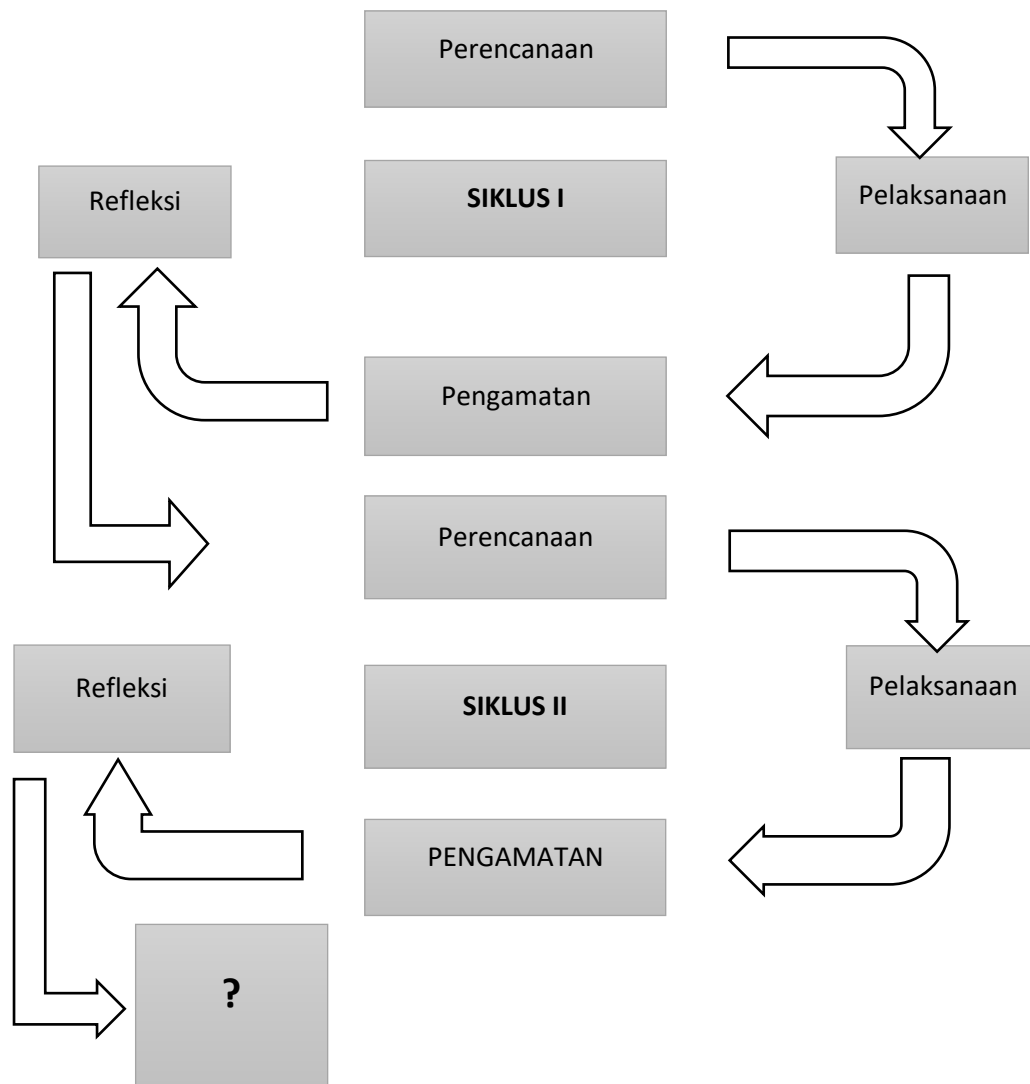 Perencanaan
Refleksi
SIKLUS I
Pelaksanaan
Pengamatan
Perencanaan
Refleksi
SIKLUS II
Pelaksanaan
PENGAMATAN
?